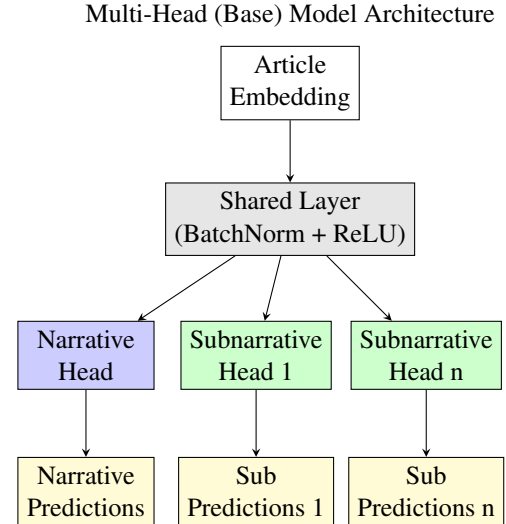 Multi-Head (Base) Model Architecture
Article
Embedding
Shared Layer
(BatchNorm + ReLU)
Narrative
Head
Subnarrative
Head 1
Subnarrative
Head n
Narrative
Predictions
Sub
Predictions 1
Sub
Predictions n